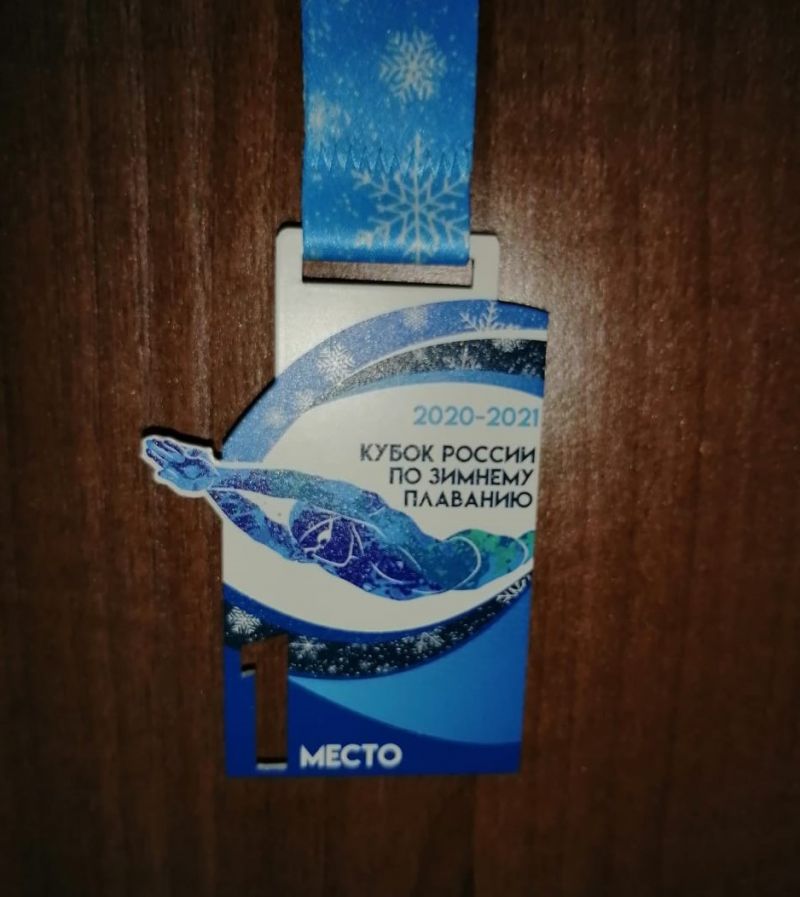 2020-2021
КУБОК РОССИИ
ПО ЗИМНЕМУ
ПЛАВАНИЮ
1 МЕСТО